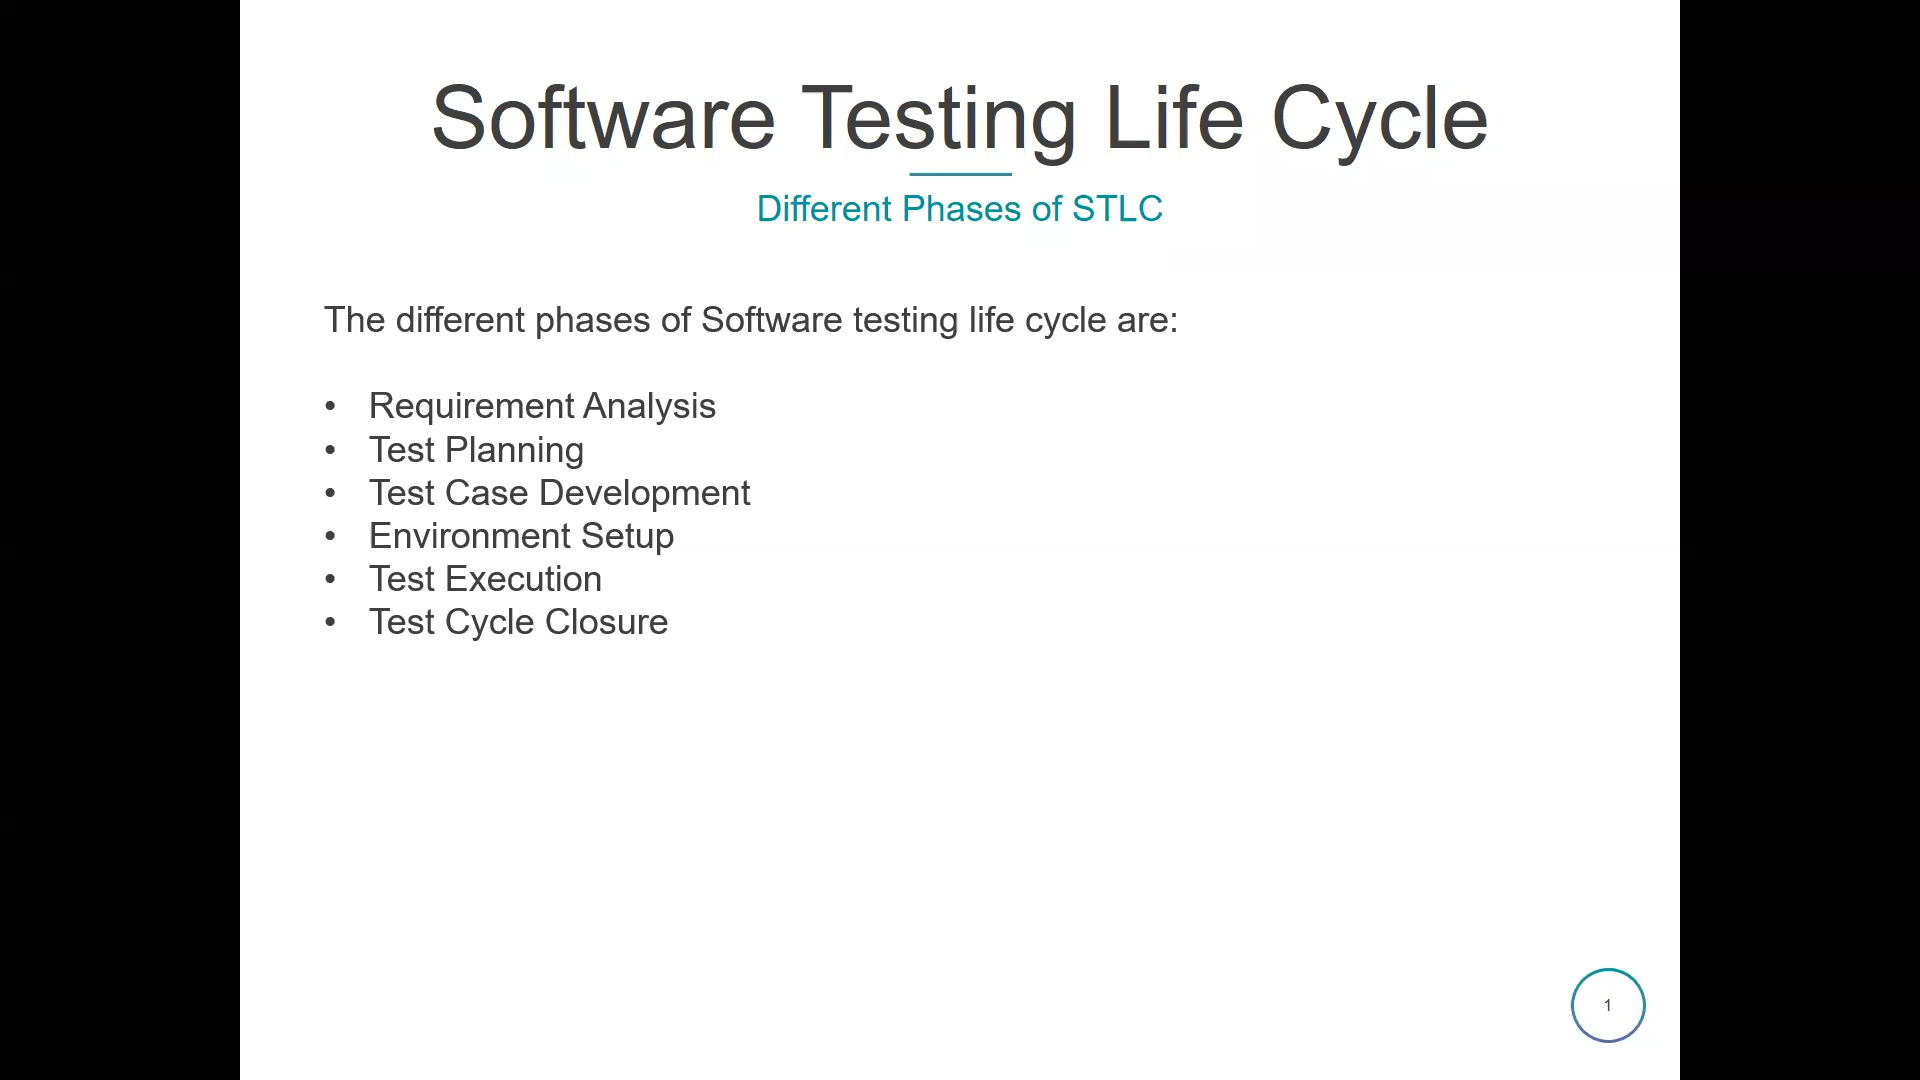 Software Testing Life Cycle
Different Phases of STLC
The different phases of Software testing life cycle are:
• Requirement Analysis
• Test Planning
• Test Case Development
• Environment Setup
• Test Execution
• Test Cycle Closure
1